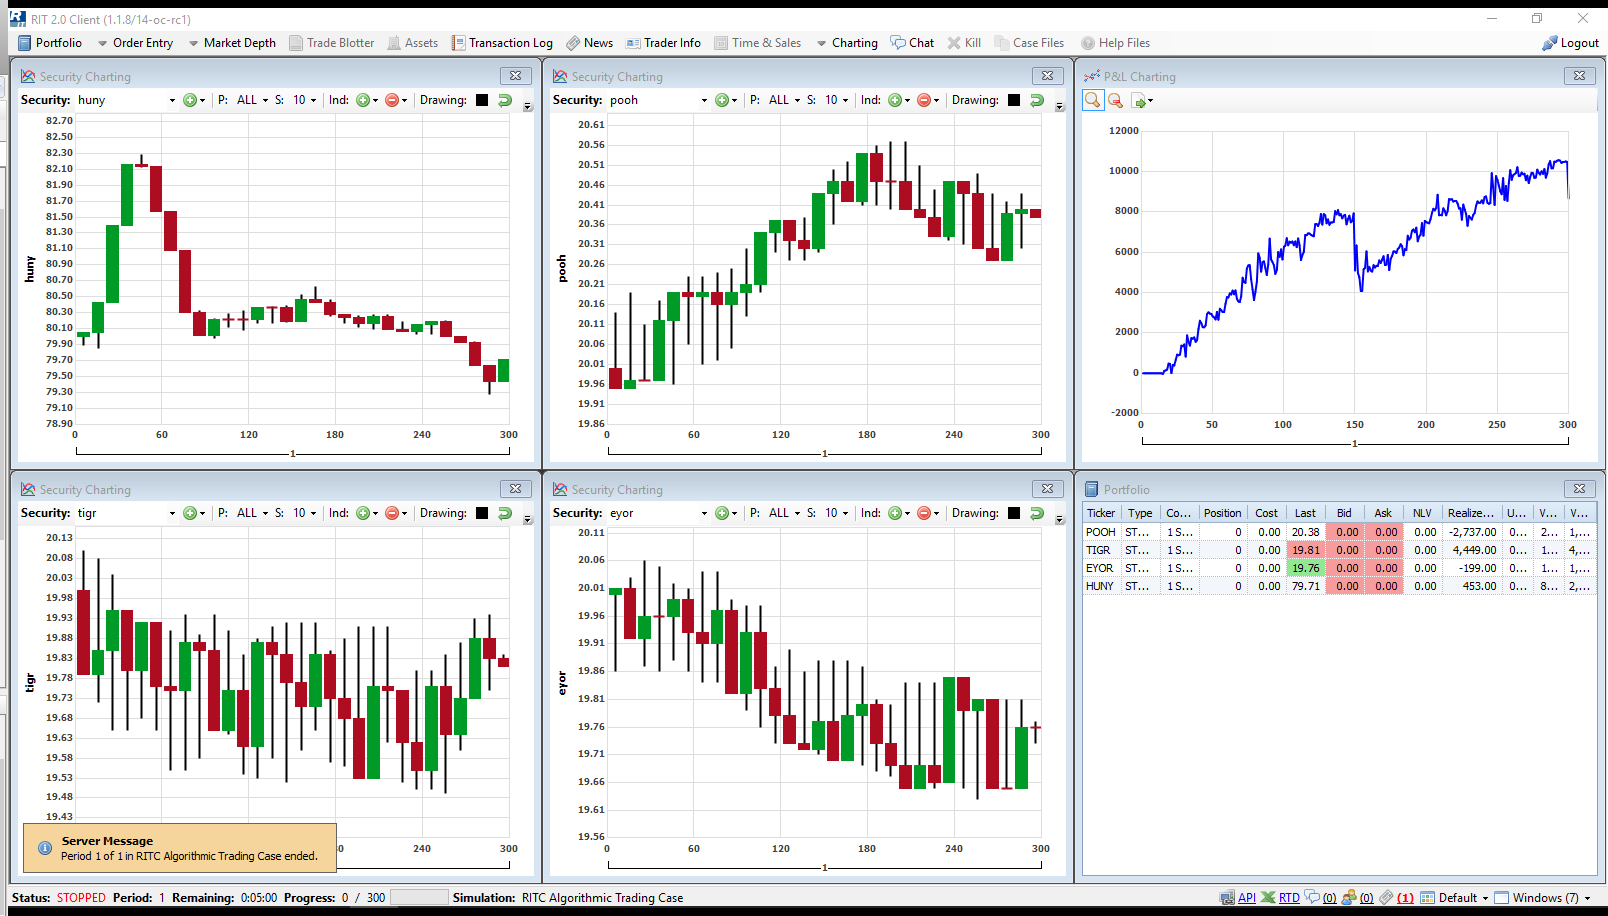 RIT 2.0 Client (1.1.8/14-oc-rc1)
Portfolio Order Entry Market Depth Trade Blotter Assets Transaction Log News Trader Info Time & Sales Charting Chat Kill Case Files Help Files Logout
Security Charting
Security: huny P: ALL S: 10 Ind: Drawing:
82.70
82.50
82.30
82.10
81.90
81.70
81.50
81.30
81.10
80.90
80.70
80.50
80.30
80.10
79.90
79.70
79.50
79.30
79.10
78.90
huny
0 60 120 180 240 300
1
Security Charting
Security: pooh P: ALL S: 10 Ind: Drawing:
20.61
20.56
20.51
20.46
20.41
20.36
20.31
20.26
20.21
20.16
20.11
20.06
20.01
19.96
19.91
19.86
pooh
0 60 120 180 240 300
1
P&L Charting
12000
10000
8000
6000
4000
2000
0
-2000
0 50 100 150 200 250 300
1
Security Charting
Security: tigr P: ALL S: 10 Ind: Drawing:
20.13
20.08
20.03
19.98
19.93
19.88
19.83
19.78
19.73
19.68
19.63
19.58
19.53
19.48
19.43
tigr
240 300
Server Message
Period 1 of 1 in RITC Algorithmic Trading Case ended.
Security Charting
Security: eyor P: ALL S: 10 Ind: Drawing:
20.11
20.06
20.01
19.96
19.91
19.86
19.81
19.76
19.71
19.66
19.61
19.56
eyor
0 60 120 180 240 300
1
Portfolio
Ticker Type Co... Position Cost Last Bid Ask NLV Realize... U... V... V...
POOH ST... 1 S... 0 0.00 20.38 0.00 0.00 0.00 -2,737.00 0... 2... 1,...
TIGR ST... 1 S... 0 0.00 19.81 0.00 0.00 0.00 4,449.00 0... 1... 4,...
EYOR ST... 1 S... 0 0.00 19.76 0.00 0.00 0.00 -199.00 0... 1... 1,...
HUNY ST... 1 S... 0 0.00 79.71 0.00 0.00 0.00 453.00 0... 8... 2,...
Status: STOPPED Period: 1 Remaining: 0:05:00 Progress: 0 / 300 Simulation: RITC Algorithmic Trading Case API RTD (0) (0) (1) Default Windows (7)